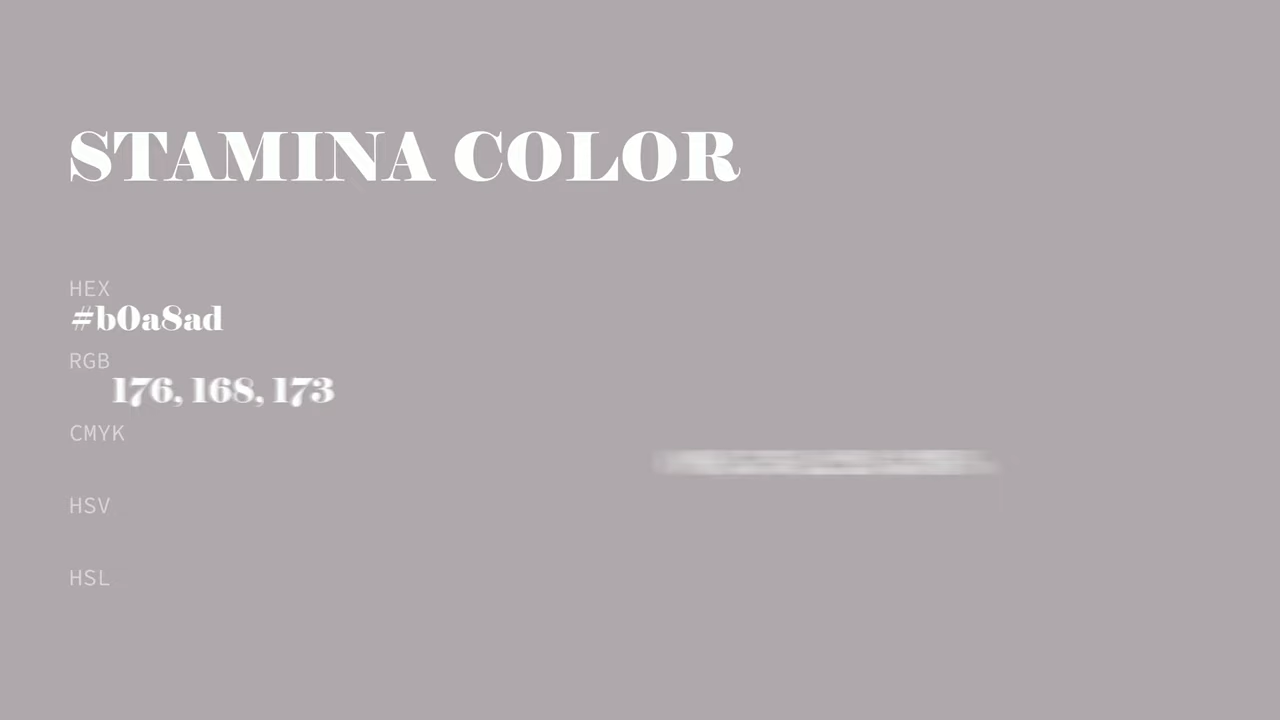 STAMINA COLOR
HEX
#b0a8ad
RGB
176, 168, 173
CMYK
HSV
HSL